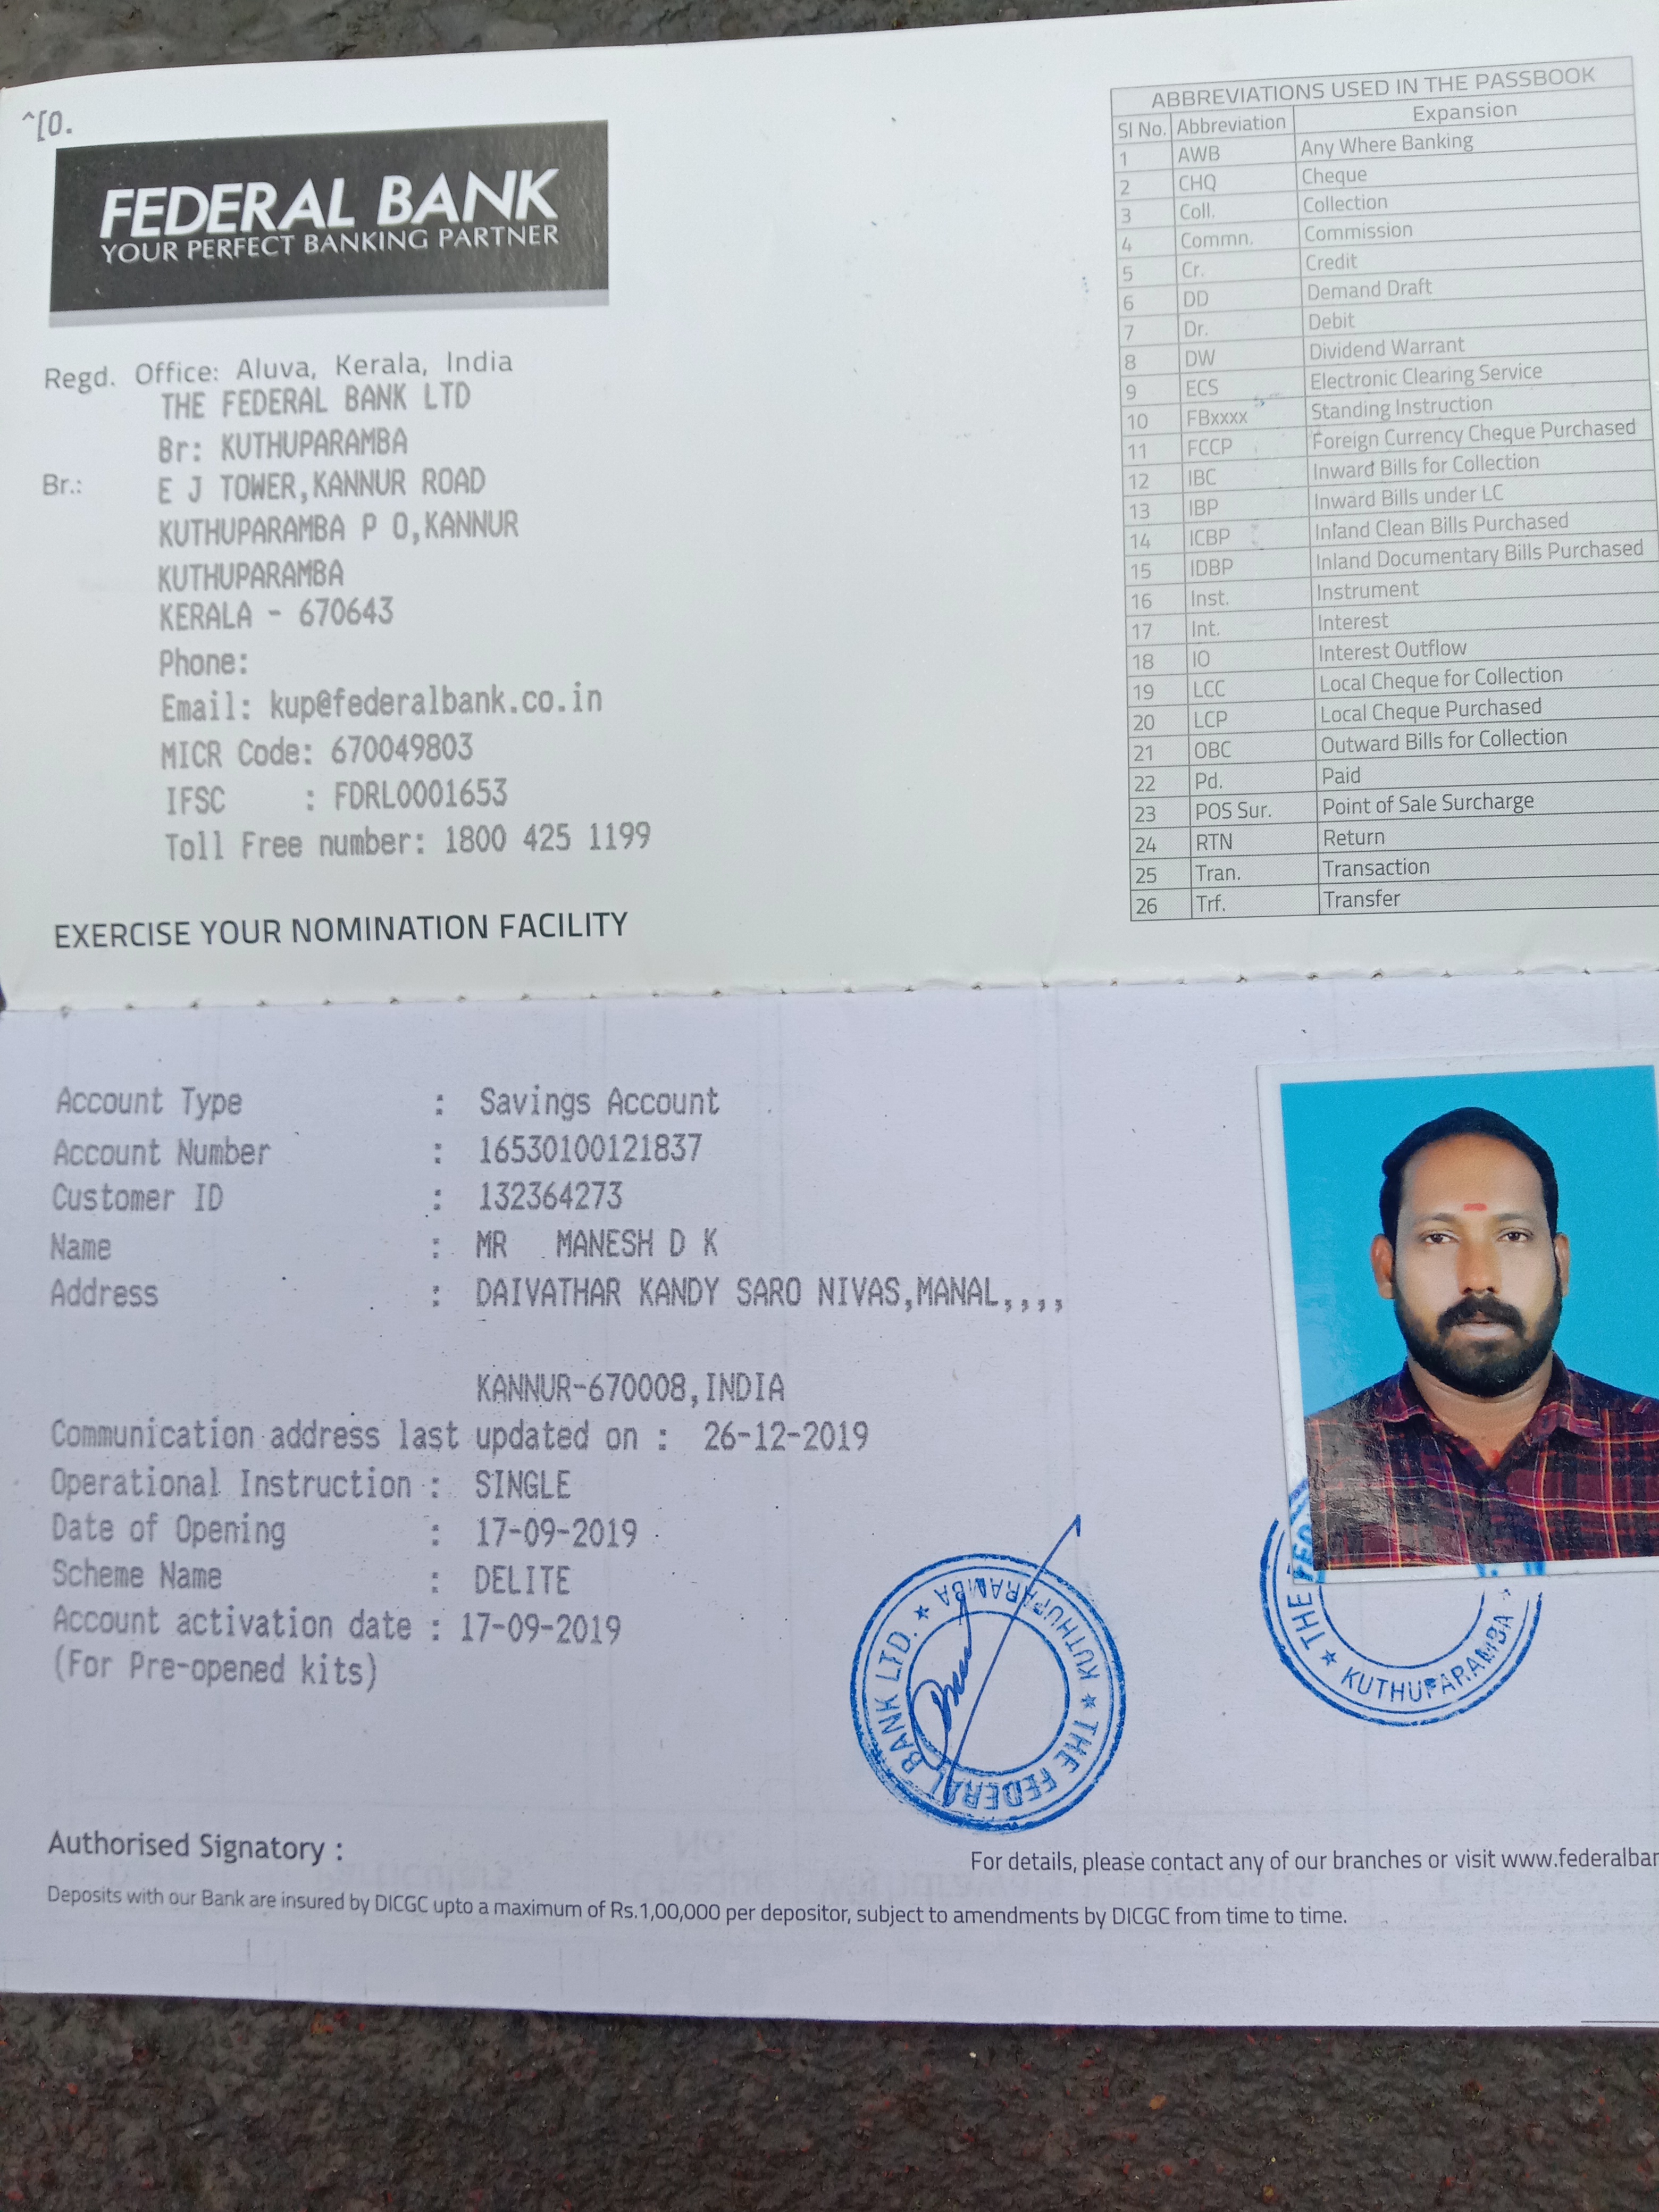 ^[0.
FEDERAL BANK
YOUR PERFECT BANKING PARTNER
Regd. Office: Aluva, Kerala, India
THE FEDERAL BANK LTD
Br: KUTHUPARAMBA
Br.: E J TOWER,KANNUR ROAD
KUTHUPARAMBA P O,KANNUR
KUTHUPARAMBA
KERALA - 670643
Phone:
Email: kup@federalbank.co.in
MICR Code: 670049803
IFSC : FDRL0001653
Toll Free number: 1800 425 1199
EXERCISE YOUR NOMINATION FACILITY
ABBREVIATIONS USED IN THE PASSBOOK
Sl No. Abbreviation Expansion
1 AWB Any Where Banking
2 CHQ Cheque
3 Coll. Collection
4 Commn. Commission
5 Cr. Credit
6 DD Demand Draft
7 Dr. Debit
8 DW Dividend Warrant
9 ECS Electronic Clearing Service
10 FBxxxx Standing Instruction
11 FCCP Foreign Currency Cheque Purchased
12 IBC Inward Bills for Collection
13 IBP Inward Bills under LC
14 ICBP Inland Clean Bills Purchased
15 IDBP Inland Documentary Bills Purchased
16 Inst. Instrument
17 Int. Interest
18 IO Interest Outflow
19 LCC Local Cheque for Collection
20 LCP Local Cheque Purchased
21 OBC Outward Bills for Collection
22 Pd. Paid
23 POS Sur. Point of Sale Surcharge
24 RTN Return
25 Tran. Transaction
26 Trf. Transfer
Account Type : Savings Account
Account Number : 16530100121837
Customer ID : 132364273
Name : MR MANESH D K
Address : DAIVATHAR KANDY SARO NIVAS,MANAL,,,,
KANNUR-670008,INDIA
Communication address last updated on : 26-12-2019
Operational Instruction : SINGLE
Date of Opening : 17-09-2019
Scheme Name : DELITE
Account activation date : 17-09-2019
(For Pre-opened kits)
★ THE FEDERAL BANK LTD. ★ KUTHUPARAMBA
★ THE
★ KUTHUPARAMBA
Authorised Signatory :
For details, please contact any of our branches or visit www.federalban
Deposits with our Bank are insured by DICGC upto a maximum of Rs.1,00,000 per depositor, subject to amendments by DICGC from time to time.